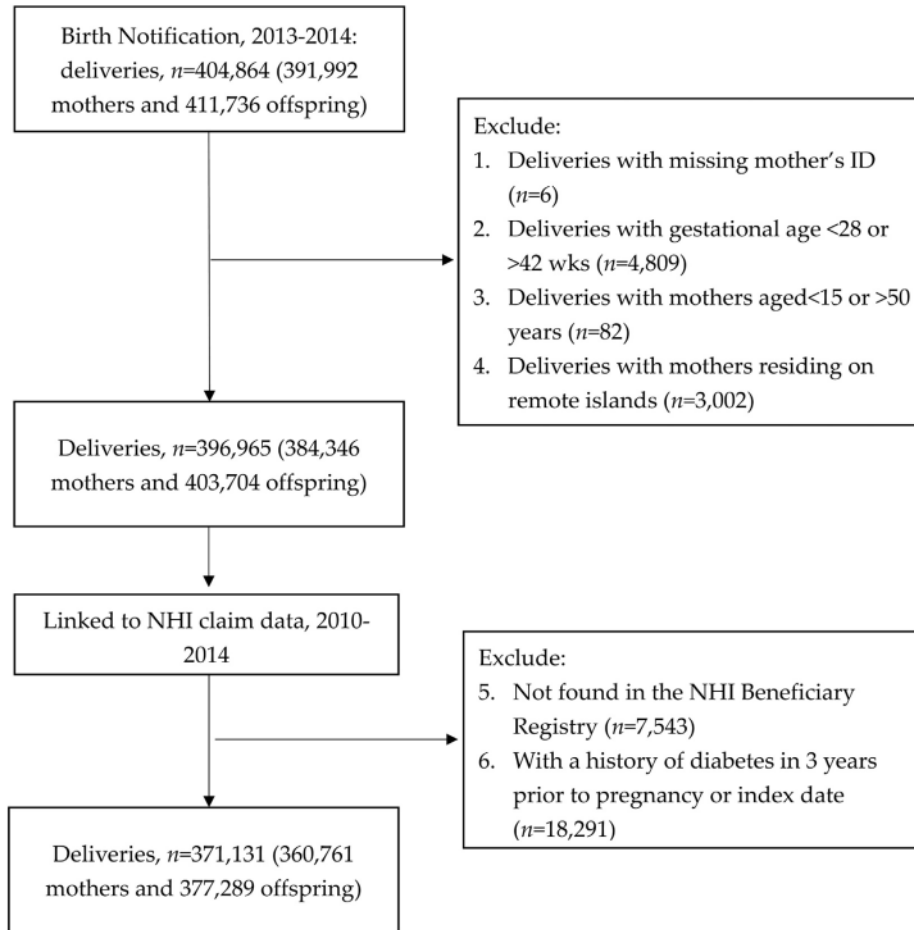 Birth Notification, 2013-2014:
deliveries, n=404,864 (391,992
mothers and 411,736 offspring)
Exclude:
1. Deliveries with missing mother’s ID
(n=6)
2. Deliveries with gestational age <28 or
>42 wks (n=4,809)
3. Deliveries with mothers aged<15 or >50
years (n=82)
4. Deliveries with mothers residing on
remote islands (n=3,002)
Deliveries, n=396,965 (384,346
mothers and 403,704 offspring)
Linked to NHI claim data, 2010-
2014
Exclude:
5. Not found in the NHI Beneficiary
Registry (n=7,543)
6. With a history of diabetes in 3 years
prior to pregnancy or index date
(n=18,291)
Deliveries, n=371,131 (360,761
mothers and 377,289 offspring)